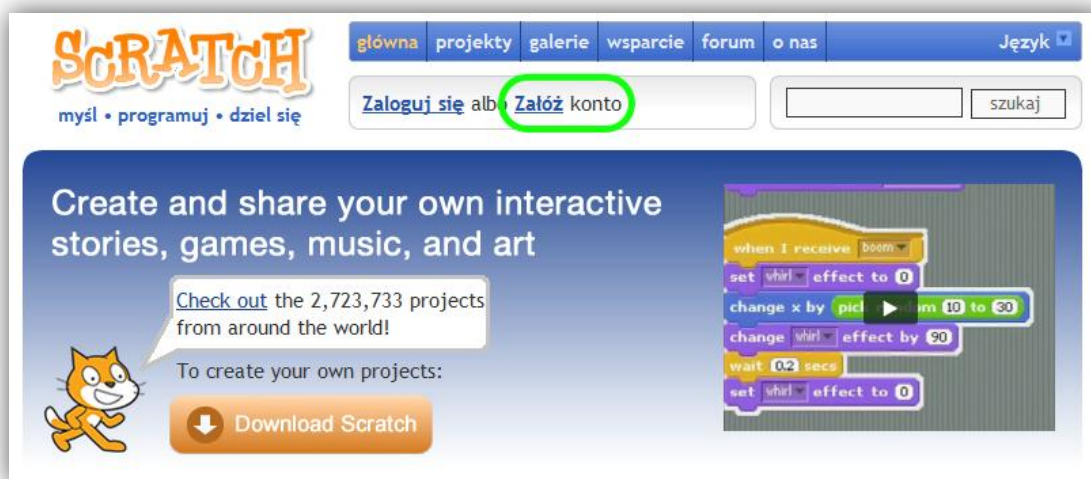 SCRATCH
myśl • programuj • dziel się
główna projekty galerie wsparcie forum o nas Język
Zaloguj się albo Załóż konto
szukaj
Create and share your own interactive
stories, games, music, and art
Check out the 2,723,733 projects
from around the world!
To create your own projects:
Download Scratch
when I receive boom
set whirl effect to 0
change x by pick random 10 to 30
change whirl effect by 90
wait 0.2 secs
set whirl effect to 0